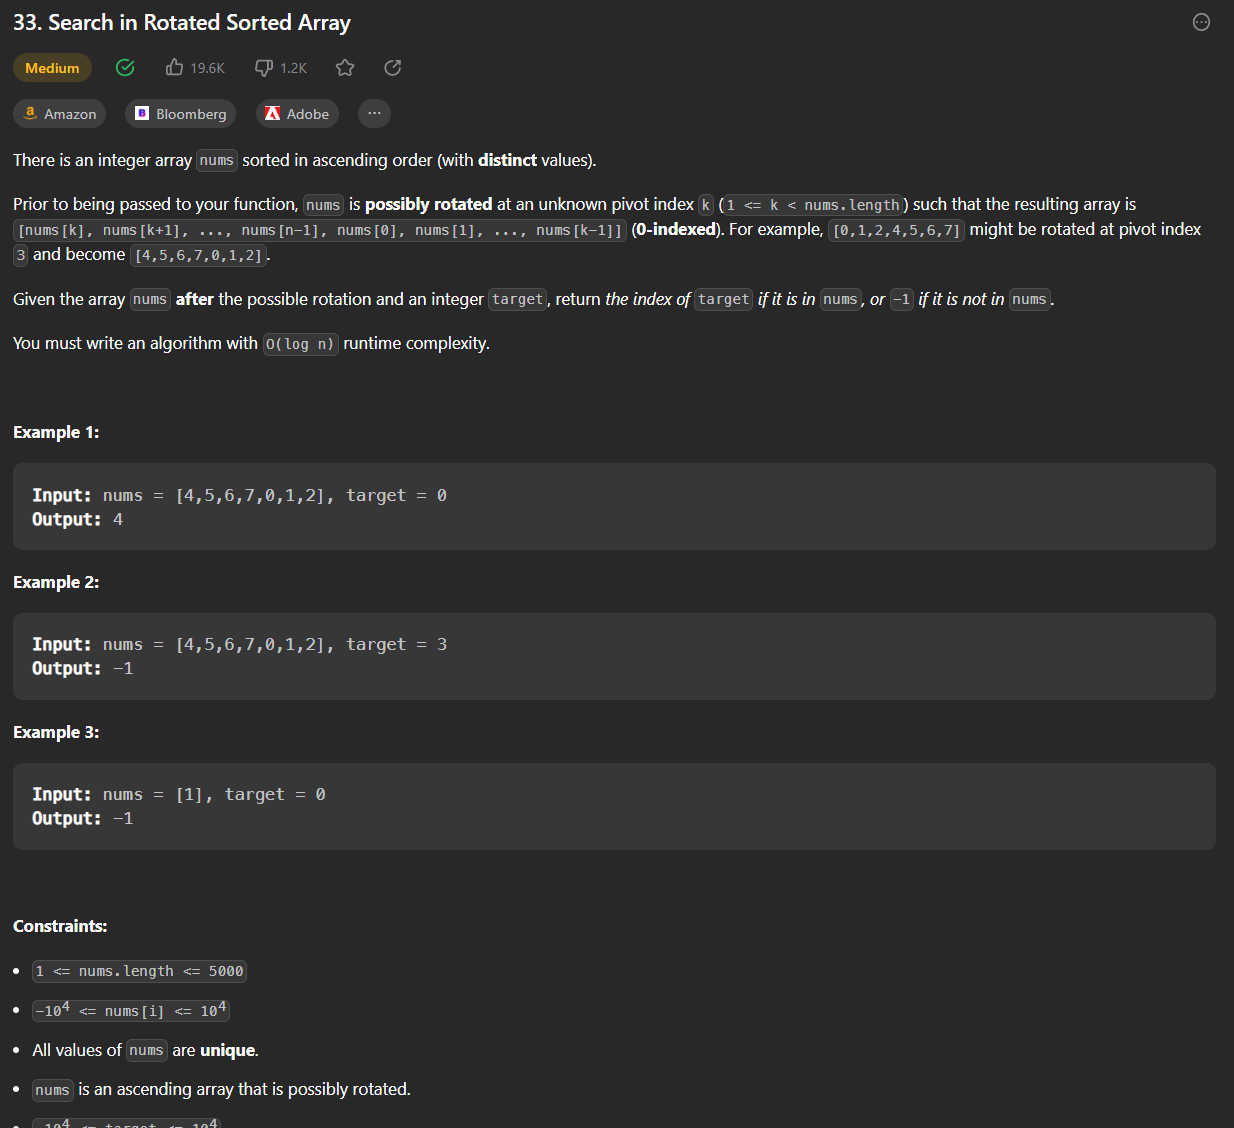 33. Search in Rotated Sorted Array
Medium 19.6K 1.2K
Amazon Bloomberg Adobe ...
There is an integer array nums sorted in ascending order (with distinct values).
Prior to being passed to your function, nums is possibly rotated at an unknown pivot index k (1 <= k < nums.length) such that the resulting array is
[nums[k], nums[k+1], ..., nums[n-1], nums[0], nums[1], ..., nums[k-1]] (0-indexed). For example, [0,1,2,4,5,6,7] might be rotated at pivot index
3 and become [4,5,6,7,0,1,2].
Given the array nums after the possible rotation and an integer target, return the index of target if it is in nums, or -1 if it is not in nums.
You must write an algorithm with O(log n) runtime complexity.
Example 1:
Input: nums = [4,5,6,7,0,1,2], target = 0
Output: 4
Example 2:
Input: nums = [4,5,6,7,0,1,2], target = 3
Output: -1
Example 3:
Input: nums = [1], target = 0
Output: -1
Constraints:
• 1 <= nums.length <= 5000
• -10⁴ <= nums[i] <= 10⁴
• All values of nums are unique.
• nums is an ascending array that is possibly rotated.
• -10⁴ <= target <= 10⁴